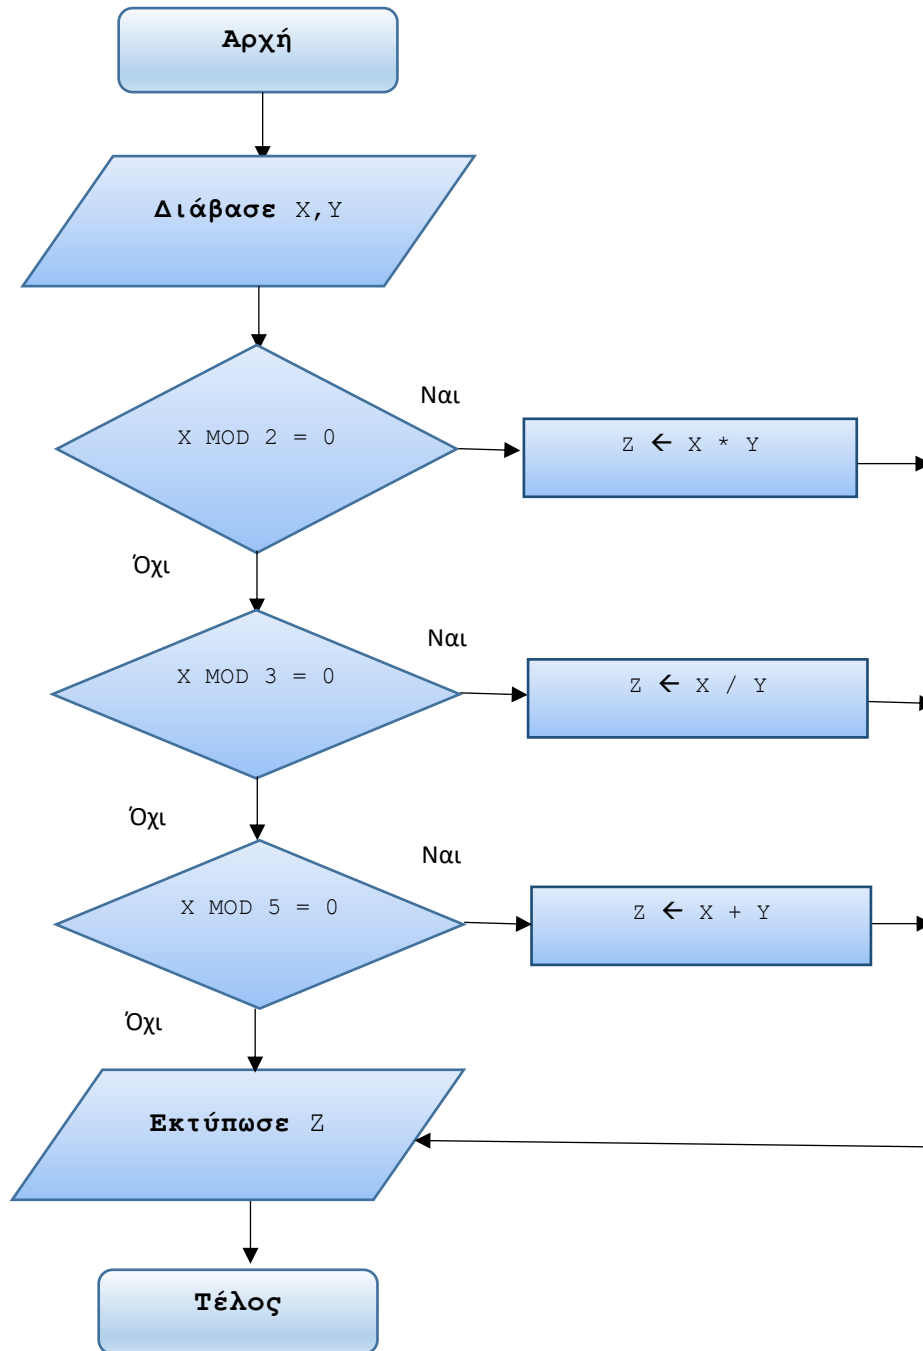 Αρχή
Διάβασε X,Y
X MOD 2 = 0
Ναι
Z ← X * Y
Όχι
X MOD 3 = 0
Ναι
Z ← X / Y
Όχι
X MOD 5 = 0
Ναι
Z ← X + Y
Όχι
Εκτύπωσε Z
Τέλος